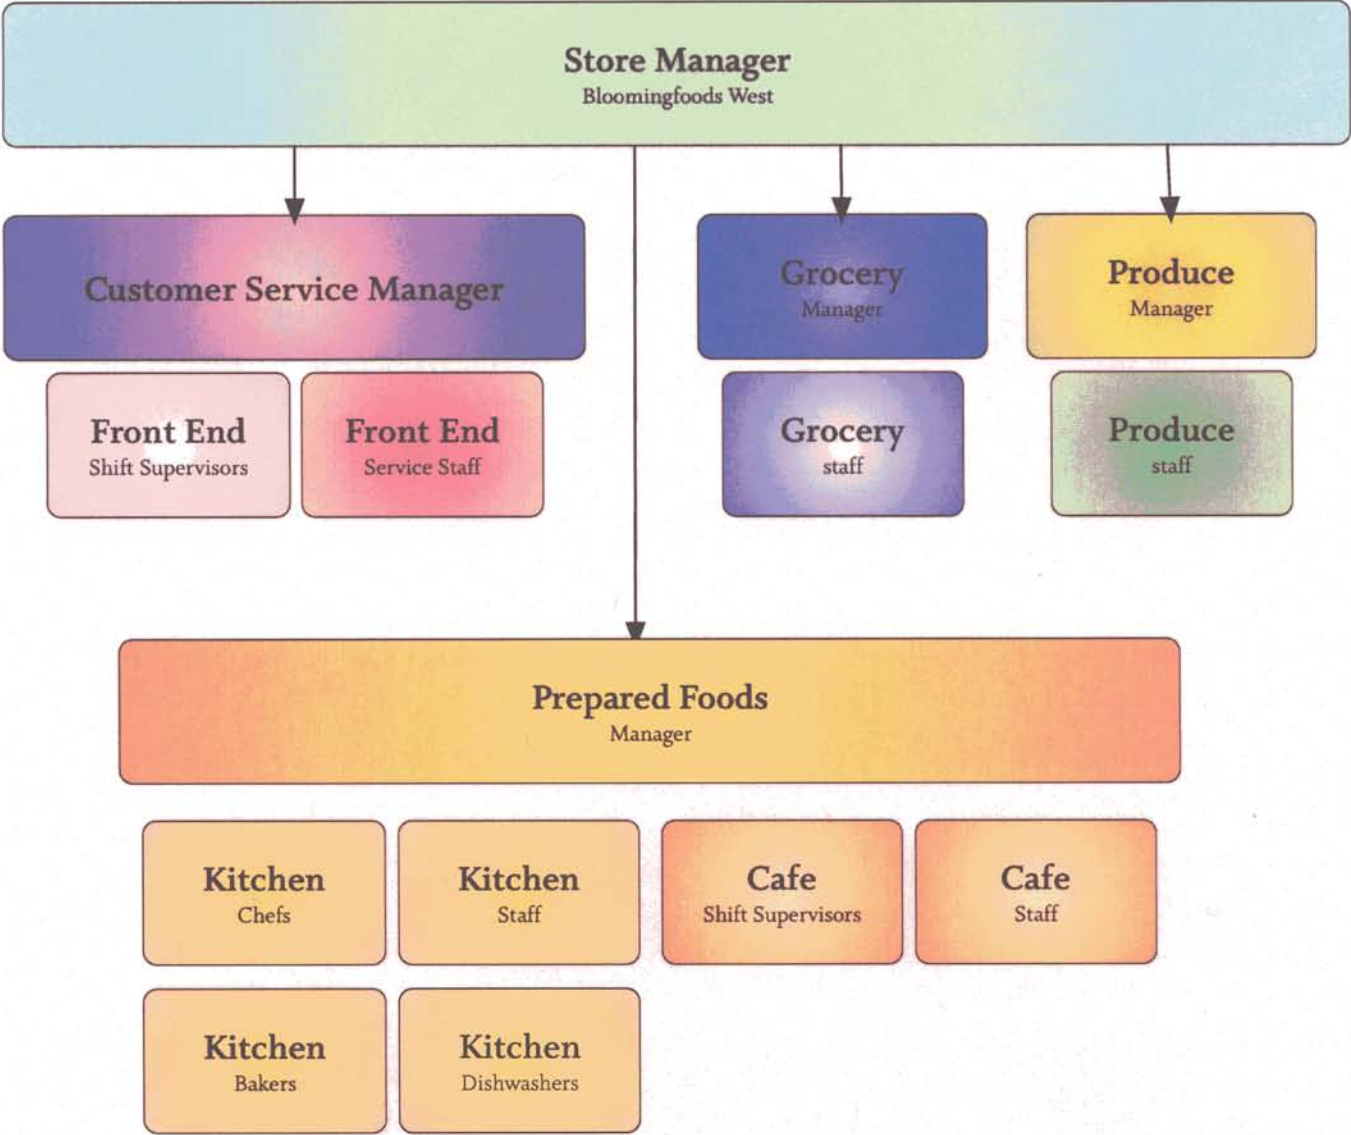 Store Manager
Bloomingfoods West
Customer Service Manager
Grocery
Manager
Produce
Manager
Front End
Shift Supervisors
Front End
Service Staff
Grocery
staff
Produce
staff
Prepared Foods
Manager
Kitchen
Chefs
Kitchen
Staff
Cafe
Shift Supervisors
Cafe
Staff
Kitchen
Bakers
Kitchen
Dishwashers